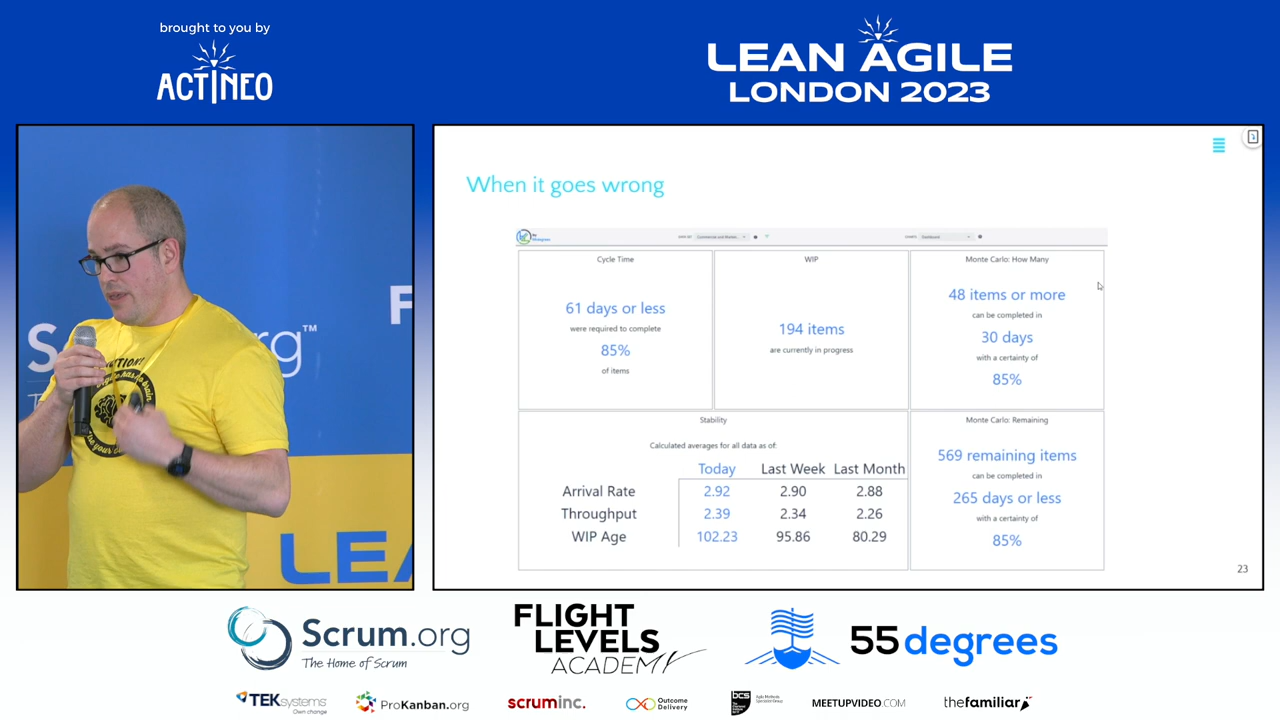 brought to you by
ACTINEO
LEAN AGILE
LONDON 2023
When it goes wrong
Cycle Time
61 days or less
were required to complete
85%
of items
WIP
194 items
are currently in progress
Monte Carlo: How Many
48 items or more
can be completed in
30 days
with a certainty of
85%
Stability
Calculated averages for all data as of:
Today Last Week Last Month
Arrival Rate 2.92 2.90 2.88
Throughput 2.39 2.34 2.26
WIP Age 102.23 95.86 80.29
Monte Carlo: Remaining
569 remaining items
can be completed in
265 days or less
with a certainty of
85%
23
F
S
rg™
LEA
Scrum.org
The Home of Scrum
FLIGHT
LEVELS
ACADEMY
55degrees
TEKsystems
Own change
ProKanban.org
scruminc.
Outcome
Delivery
bcs
MEETUPVIDEO.COM
thefamiliar